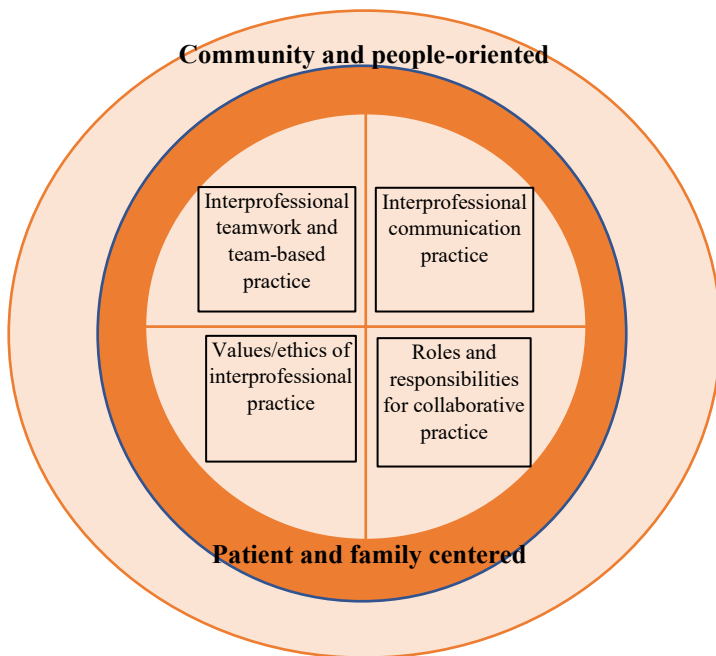 Community and people-oriented
Interprofessional
teamwork and
team-based
practice
Interprofessional
communication
practice
Values/ethics of
interprofessional
practice
Roles and
responsibilities
for collaborative
practice
Patient and family centered